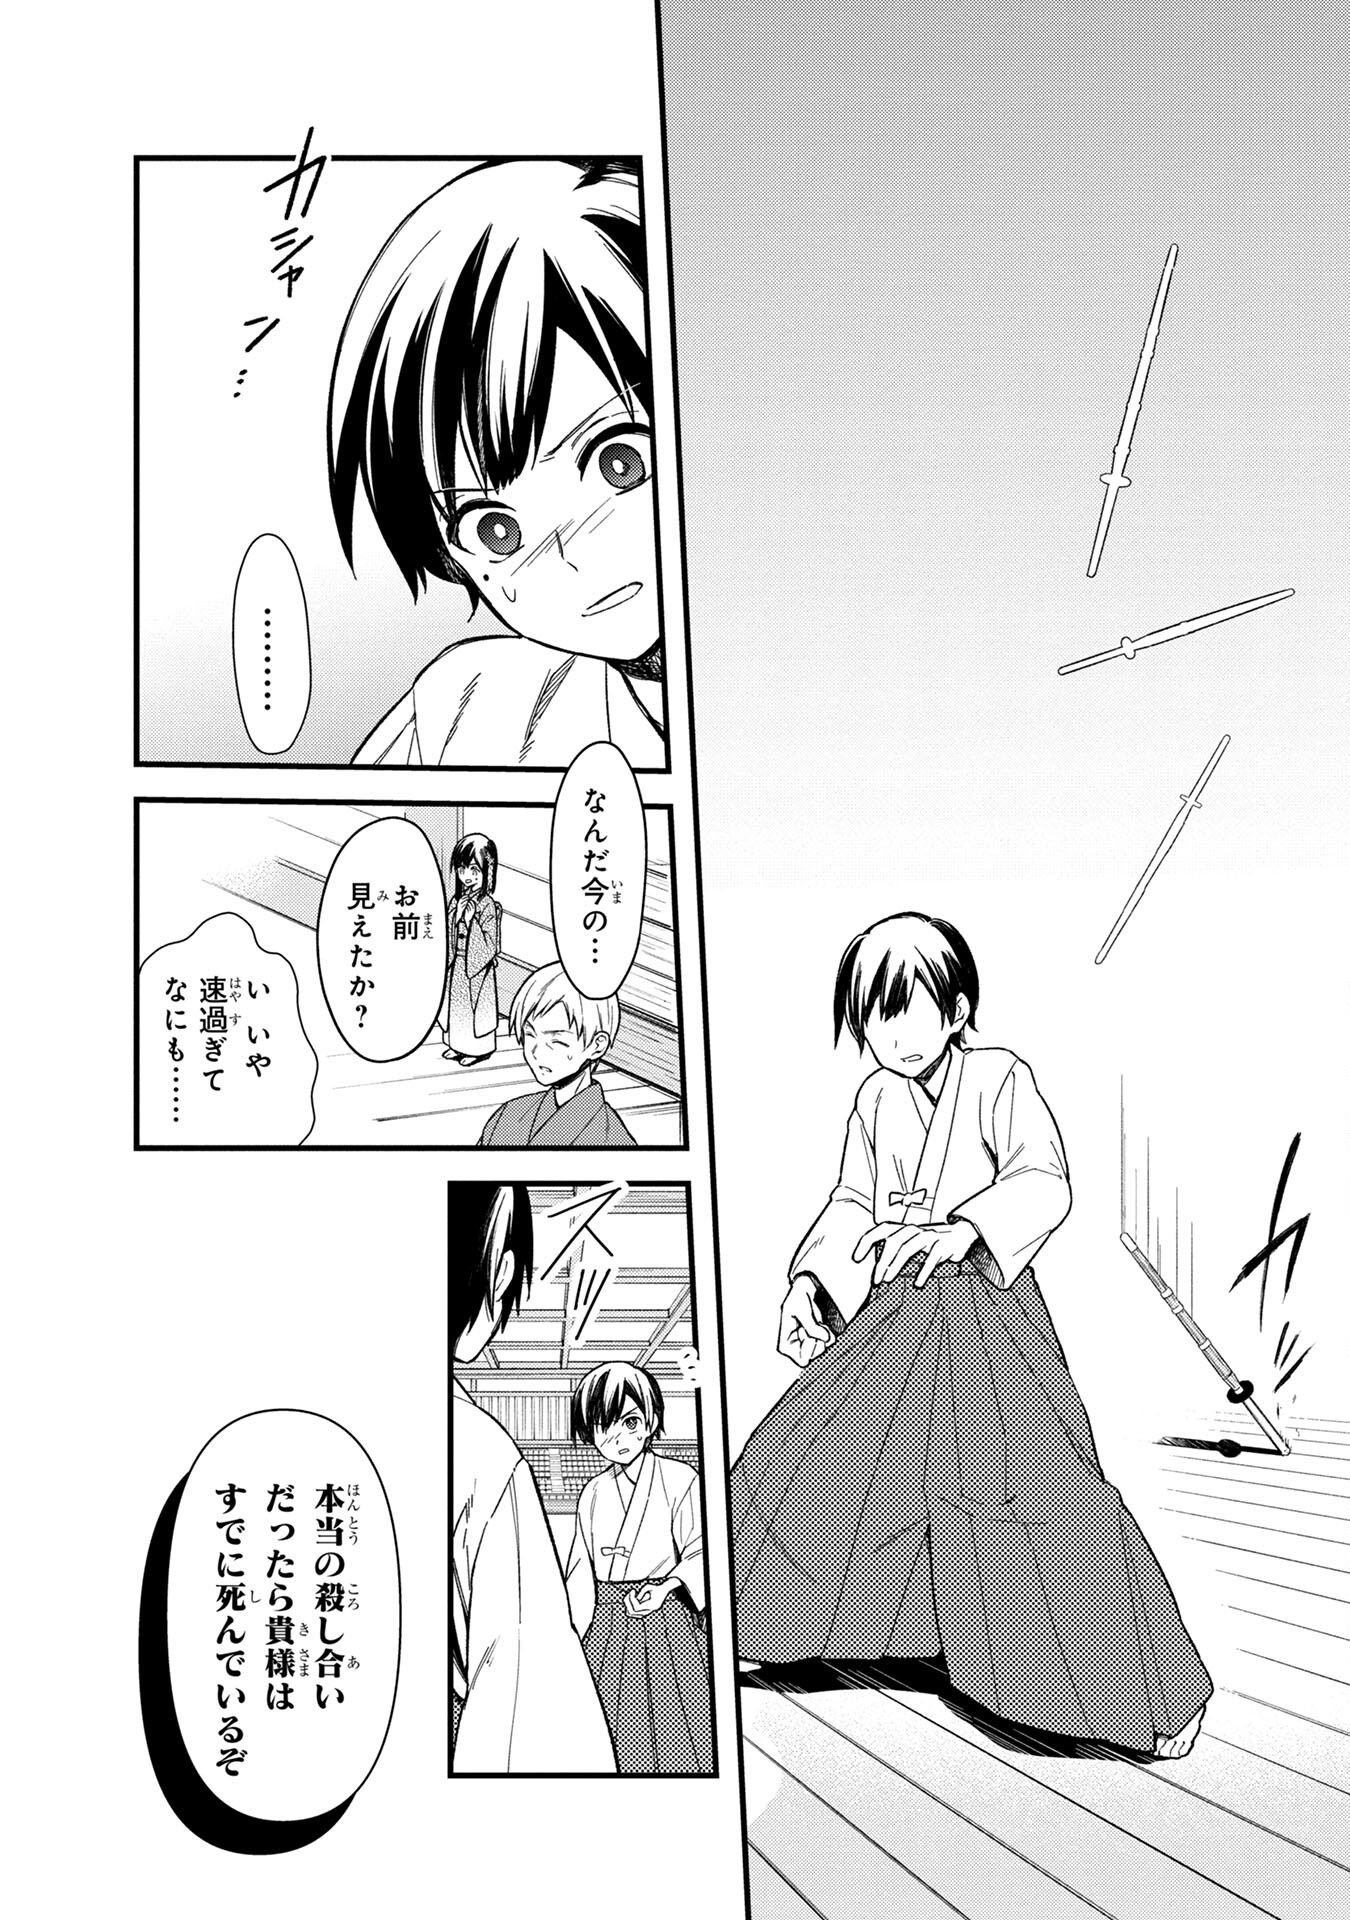 ガッ
カシャン…
………
なんだ今の…
お前
見えたか?
い いや
速過ぎて
なにも……
スッ
本当の殺し合い
だったら貴様は
すでに死んでいるぞ